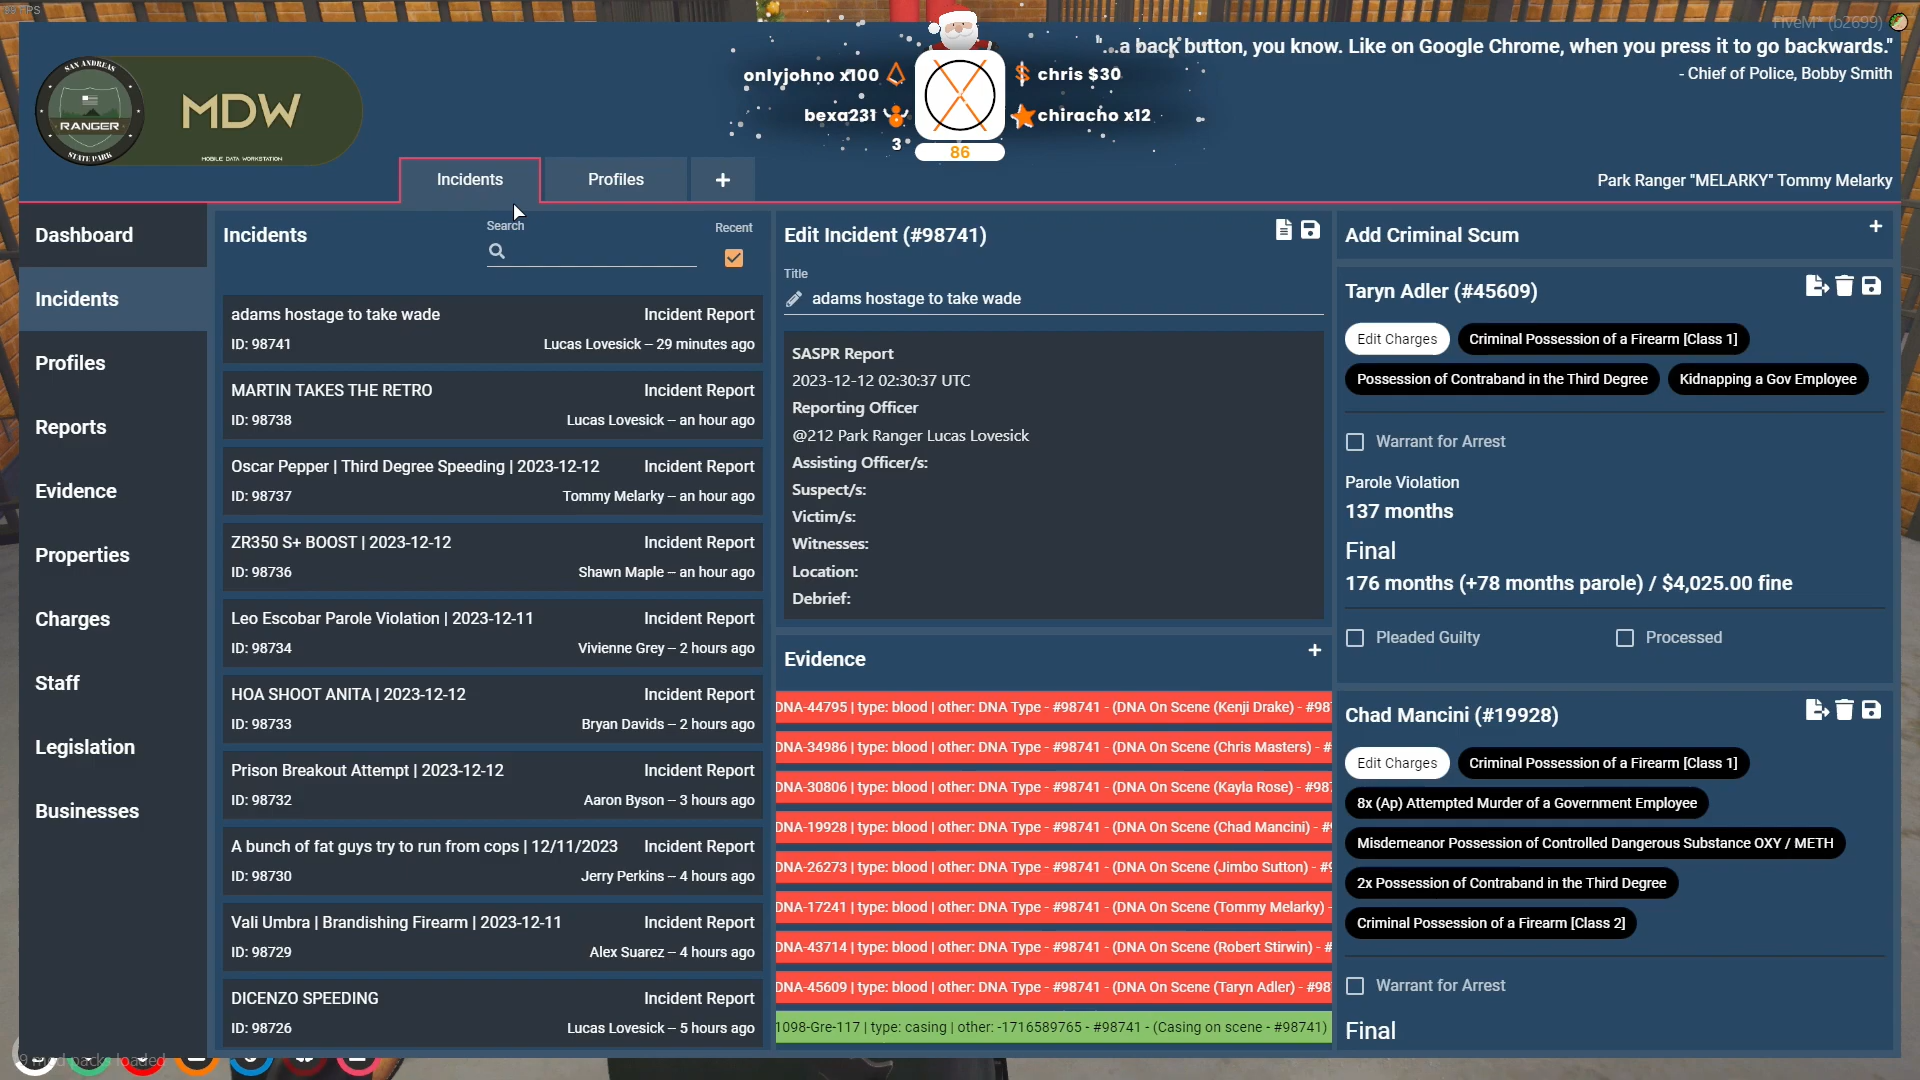 FiveM® (b2699)
"...a back button, you know. Like on Google Chrome, when you press it to go backwards."
- Chief of Police, Bobby Smith
SAN ANDREAS
RANGER
STATE PARK
MDW
MOBILE DATA WORKSTATION
onlyjohno x100
chris $30
bexa231
3
chiracho x12
86
Incidents
Profiles
+
Park Ranger "MELARKY" Tommy Melarky
Dashboard
Incidents
Profiles
Reports
Evidence
Properties
Charges
Staff
Legislation
Businesses
Incidents
Search
Recent
adams hostage to take wade
Incident Report
ID: 98741
Lucas Lovesick – 29 minutes ago
MARTIN TAKES THE RETRO
Incident Report
ID: 98738
Lucas Lovesick – an hour ago
Oscar Pepper | Third Degree Speeding | 2023-12-12
Incident Report
ID: 98737
Tommy Melarky – an hour ago
ZR350 S+ BOOST | 2023-12-12
Incident Report
ID: 98736
Shawn Maple – an hour ago
Leo Escobar Parole Violation | 2023-12-11
Incident Report
ID: 98734
Vivienne Grey – 2 hours ago
HOA SHOOT ANITA | 2023-12-12
Incident Report
ID: 98733
Bryan Davids – 2 hours ago
Prison Breakout Attempt | 2023-12-12
Incident Report
ID: 98732
Aaron Byson – 3 hours ago
A bunch of fat guys try to run from cops | 12/11/2023
Incident Report
ID: 98730
Jerry Perkins – 4 hours ago
Vali Umbra | Brandishing Firearm | 2023-12-11
Incident Report
ID: 98729
Alex Suarez – 4 hours ago
DICENZO SPEEDING
Incident Report
ID: 98726
Lucas Lovesick – 5 hours ago
Edit Incident (#98741)
Title
adams hostage to take wade
SASPR Report
2023-12-12 02:30:37 UTC
Reporting Officer
@212 Park Ranger Lucas Lovesick
Assisting Officer/s:
Suspect/s:
Victim/s:
Witnesses:
Location:
Debrief:
Evidence
+
DNA-44795 | type: blood | other: DNA Type - #98741 - (DNA On Scene (Kenji Drake) - #98
DNA-34986 | type: blood | other: DNA Type - #98741 - (DNA On Scene (Chris Masters) - #
DNA-30806 | type: blood | other: DNA Type - #98741 - (DNA On Scene (Kayla Rose) - #987
DNA-19928 | type: blood | other: DNA Type - #98741 - (DNA On Scene (Chad Mancini) - #9
DNA-26273 | type: blood | other: DNA Type - #98741 - (DNA On Scene (Jimbo Sutton) - #9
DNA-17241 | type: blood | other: DNA Type - #98741 - (DNA On Scene (Tommy Melarky) -
DNA-43714 | type: blood | other: DNA Type - #98741 - (DNA On Scene (Robert Stirwin) - #
DNA-45609 | type: blood | other: DNA Type - #98741 - (DNA On Scene (Taryn Adler) - #98
1098-Gre-117 | type: casing | other: -1716589765 - #98741 - (Casing on scene - #98741)
Add Criminal Scum
+
Taryn Adler (#45609)
Edit Charges
Criminal Possession of a Firearm [Class 1]
Possession of Contraband in the Third Degree
Kidnapping a Gov Employee
Warrant for Arrest
Parole Violation
137 months
Final
176 months (+78 months parole) / $4,025.00 fine
Pleaded Guilty
Processed
Chad Mancini (#19928)
Edit Charges
Criminal Possession of a Firearm [Class 1]
8x (Ap) Attempted Murder of a Government Employee
Misdemeanor Possession of Controlled Dangerous Substance OXY / METH
2x Possession of Contraband in the Third Degree
Criminal Possession of a Firearm [Class 2]
Warrant for Arrest
Final
mod packs loaded